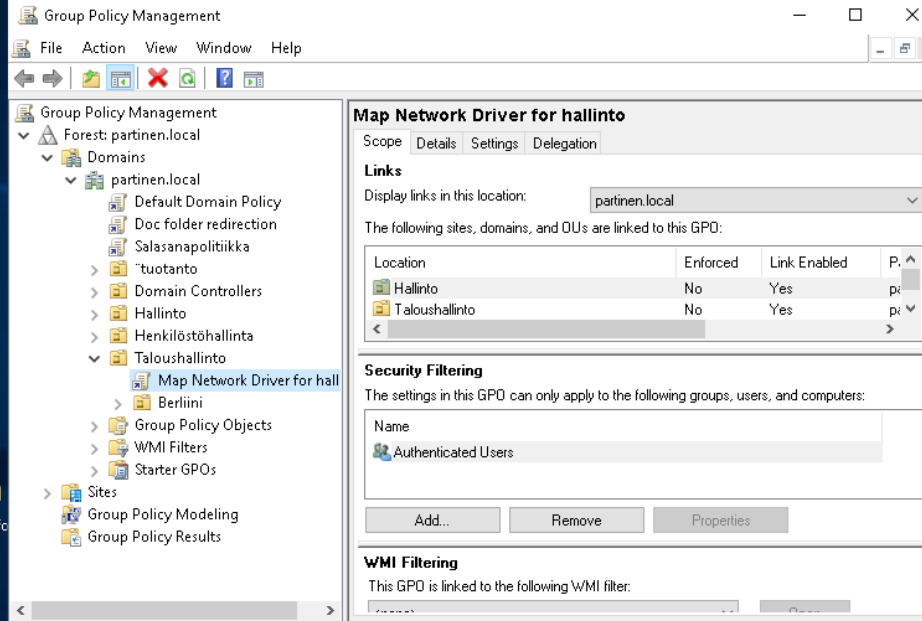 Group Policy Management
File Action View Window Help
Group Policy Management
Forest: partinen.local
Domains
partinen.local
Default Domain Policy
Doc folder redirection
Salasanapolitiikka
¨tuotanto
Domain Controllers
Hallinto
Henkilöstöhallinta
Taloushallinto
Map Network Driver for hall
Berliini
Group Policy Objects
WMI Filters
Starter GPOs
Sites
Group Policy Modeling
Group Policy Results
Map Network Driver for hallinto
Scope Details Settings Delegation
Links
Display links in this location: partinen.local
The following sites, domains, and OUs are linked to this GPO:
Location Enforced Link Enabled P
Hallinto No Yes pa
Taloushallinto No Yes pa
Security Filtering
The settings in this GPO can only apply to the following groups, users, and computers:
Name
Authenticated Users
Add... Remove Properties
WMI Filtering
This GPO is linked to the following WMI filter: